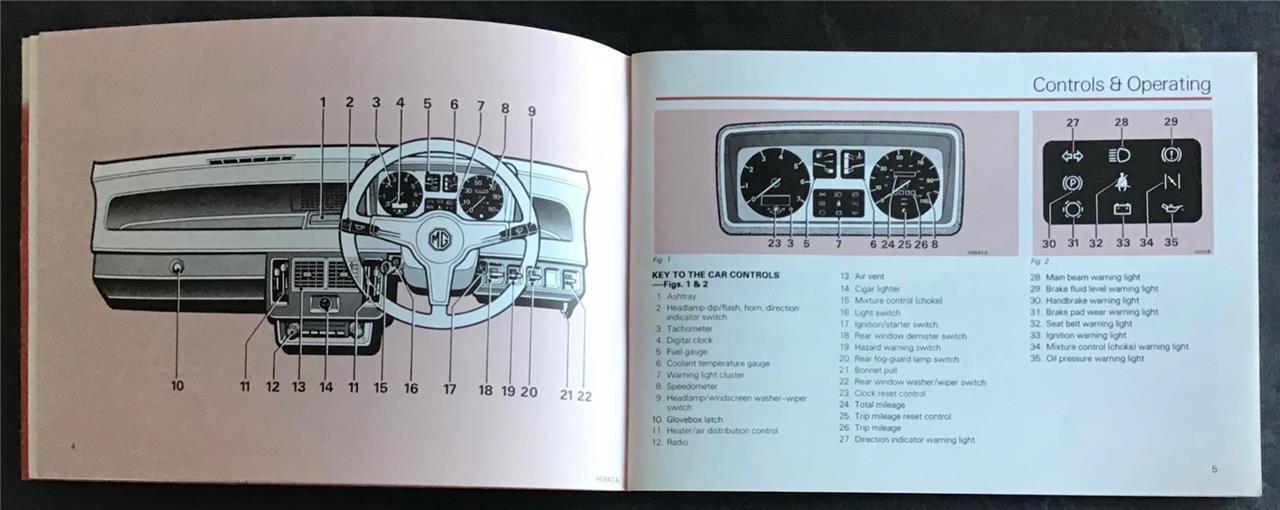 1 2 3 4 5 6 7 8 9
MG
10 11 12 13 14 11 15 16 17 18 19 20 21 22
4
H0842A
Controls & Operating
23 3 5 7 6 24 25 26 8
Fig. 1
27 28 29
30 31 32 33 34 35
Fig. 2
KEY TO THE CAR CONTROLS
—Figs. 1 & 2
1 Ashtray
2. Headlamp dip/flash, horn, direction
indicator switch
3. Tachometer
4. Digital clock
5. Fuel gauge
6 Coolant temperature gauge
7 Warning light cluster
8 Speedometer
9 Headlamp/windscreen washer–wiper
switch
10. Glovebox latch
11. Heater/air distribution control
12. Radio
13. Air vent
14. Cigar lighter
15 Mixture control (choke)
16 Light switch
17 Ignition/starter switch
18. Rear window demister switch
19. Hazard warning switch
20. Rear fog-guard lamp switch
21. Bonnet pull
22. Rear window washer/wiper switch
23 Clock reset control
24 Total mileage
25. Trip mileage reset control
26. Trip mileage
27. Direction indicator warning light
28. Main beam warning light
29. Brake fluid level warning light
30. Handbrake warning light
31. Brake pad wear warning light
32. Seat belt warning light
33 Ignition warning light
34. Mixture control (choke) warning light
35. Oil pressure warning light
5